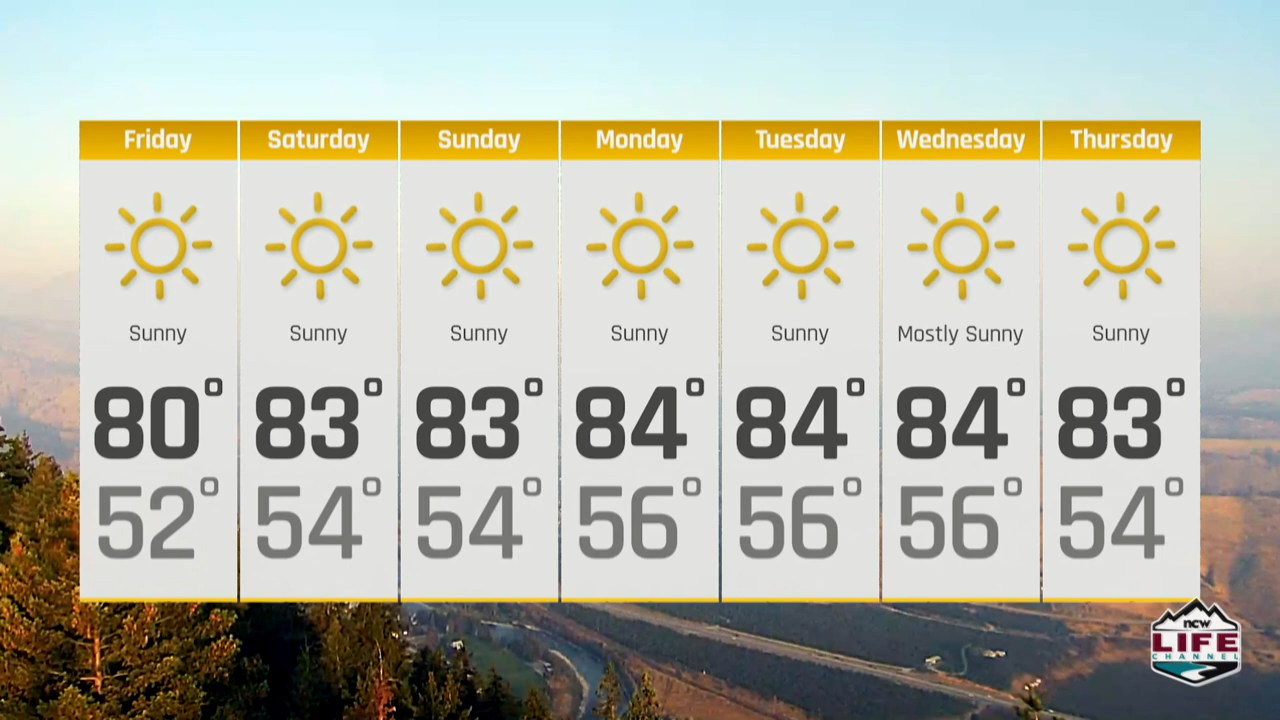 Friday Saturday Sunday Monday Tuesday Wednesday Thursday
Sunny Sunny Sunny Sunny Sunny Mostly Sunny Sunny
80° 83° 83° 84° 84° 84° 83°
52° 54° 54° 56° 56° 56° 54°
ncw
LIFE
CHANNEL